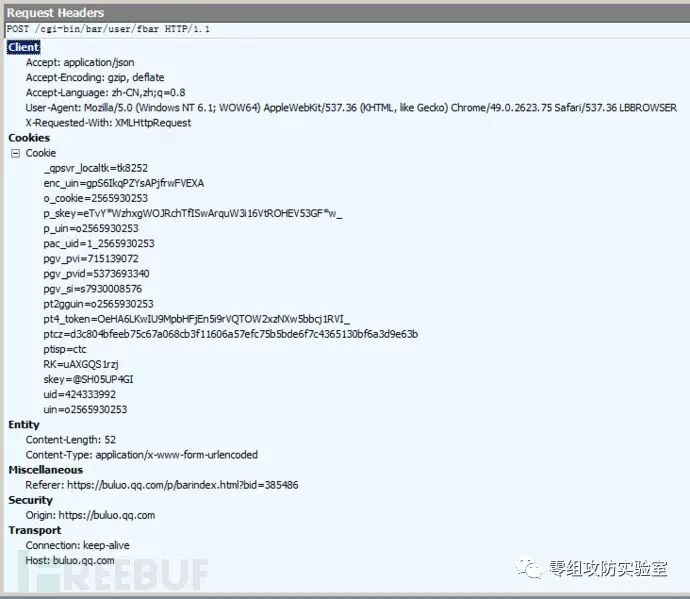 Request Headers
POST /cgi-bin/bar/user/fbar HTTP/1.1
Client
Accept: application/json
Accept-Encoding: gzip, deflate
Accept-Language: zh-CN,zh;q=0.8
User-Agent: Mozilla/5.0 (Windows NT 6.1; WOW64) AppleWebKit/537.36 (KHTML, like Gecko) Chrome/49.0.2623.75 Safari/537.36 LBBROWSER
X-Requested-With: XMLHttpRequest
Cookies
Cookie
_qpsvr_localtk=tk8252
enc_uin=gpS6IkqPZYsAPjfrwFVEXA
o_cookie=2565930253
p_skey=eTvY*WzhxgWOJRchTfISwArquW3i16VtROHEV53GF*w_
p_uin=o2565930253
pac_uid=1_2565930253
pgv_pvi=715139072
pgv_pvid=5373693340
pgv_si=s7930008576
pt2gguin=o2565930253
pt4_token=OeHA6LKwIU9MpbHFjEn5i9rVQTOW2xzNXw5bbcj1RVI_
ptcz=d3c804bfeeb75c67a068cb3f11606a57efc75b5bde6f7c4365130bf6a3d9e63b
ptisp=ctc
RK=uAXGQS1rzj
skey=@SH05UP4GI
uid=424333992
uin=o2565930253
Entity
Content-Length: 52
Content-Type: application/x-www-form-urlencoded
Miscellaneous
Referer: https://buluo.qq.com/p/barindex.html?bid=385486
Security
Origin: https://buluo.qq.com
Transport
Connection: keep-alive
Host: buluo.qq.com
FREEBUF
零组攻防实验室